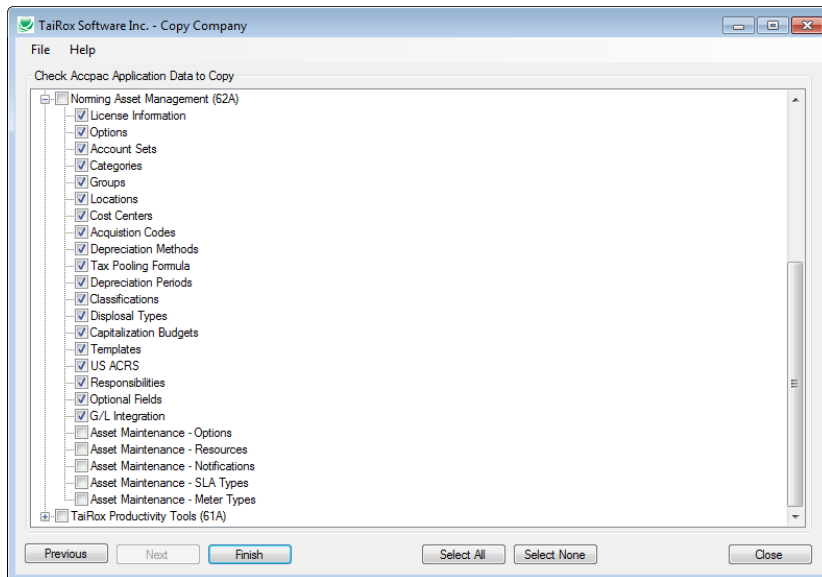 TaiRox Software Inc. - Copy Company
File Help
Check Accpac Application Data to Copy
Norming Asset Management (62A)
License Information
Options
Account Sets
Categories
Groups
Locations
Cost Centers
Acquistion Codes
Depreciation Methods
Tax Pooling Formula
Depreciation Periods
Classifications
Displosal Types
Capitalization Budgets
Templates
US ACRS
Responsibilities
Optional Fields
G/L Integration
Asset Maintenance - Options
Asset Maintenance - Resources
Asset Maintenance - Notifications
Asset Maintenance - SLA Types
Asset Maintenance - Meter Types
TaiRox Productivity Tools (61A)
Previous Next Finish Select All Select None Close